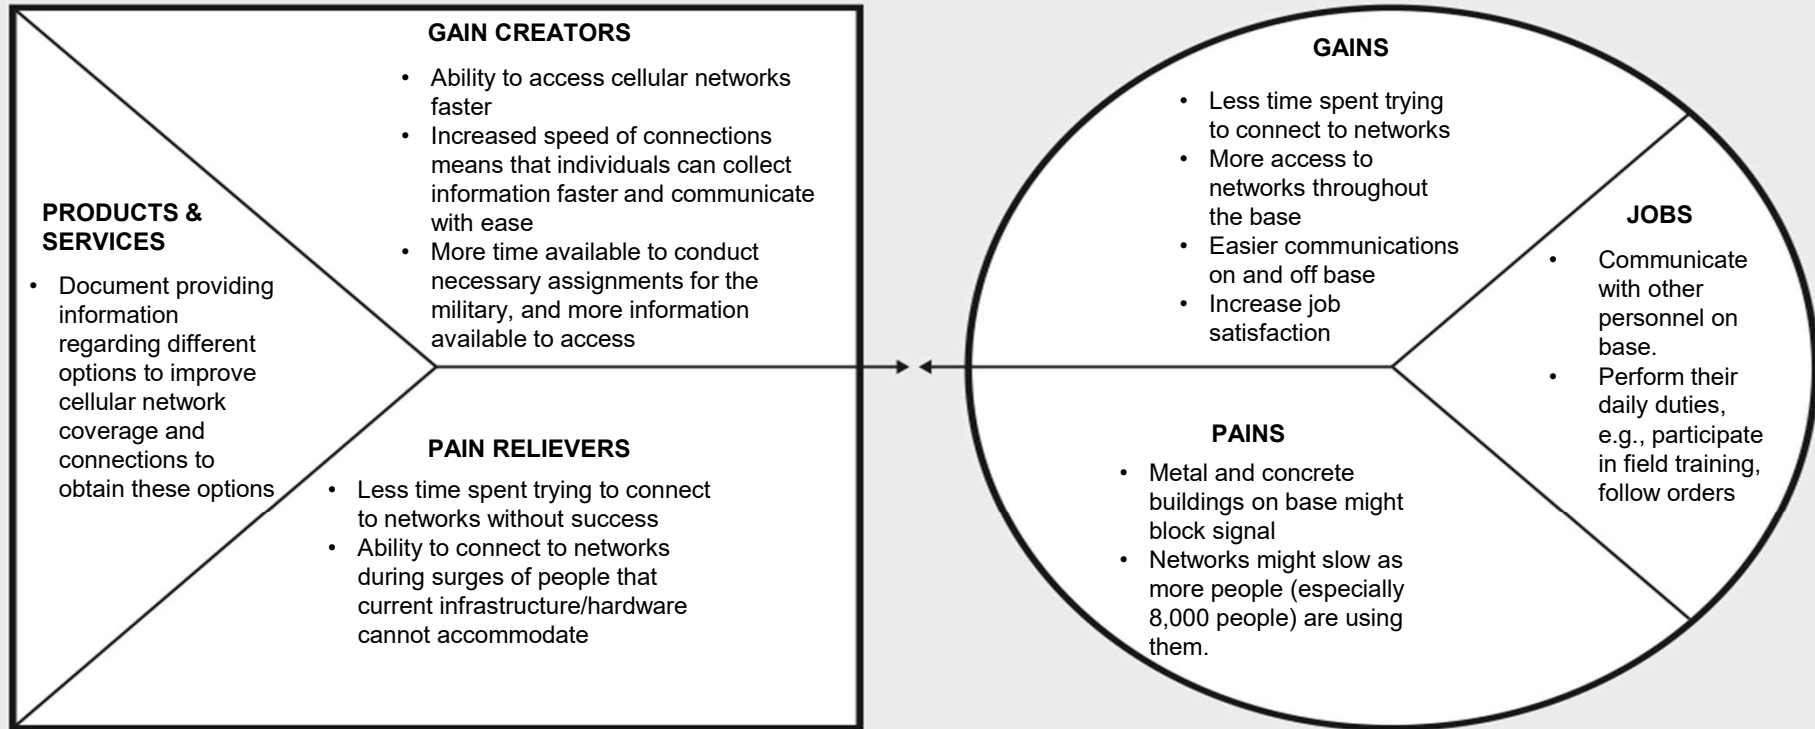 GAIN CREATORS
• Ability to access cellular networks
faster
• Increased speed of connections
means that individuals can collect
information faster and communicate
with ease
• More time available to conduct
necessary assignments for the
military, and more information
available to access
PRODUCTS &
SERVICES
• Document providing
information
regarding different
options to improve
cellular network
coverage and
connections to
obtain these options
PAIN RELIEVERS
• Less time spent trying to connect
to networks without success
• Ability to connect to networks
during surges of people that
current infrastructure/hardware
cannot accommodate
GAINS
• Less time spent trying
to connect to networks
• More access to
networks throughout
the base
• Easier communications
on and off base
• Increase job
satisfaction
JOBS
• Communicate
with other
personnel on
base.
• Perform their
daily duties,
e.g., participate
in field training,
follow orders
PAINS
• Metal and concrete
buildings on base might
block signal
• Networks might slow as
more people (especially
8,000 people) are using
them.